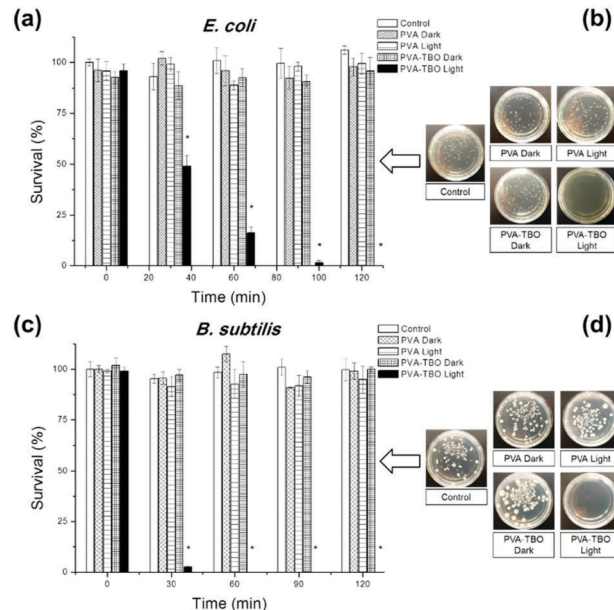 (a)
E. coli
(b)
Control
PVA Dark
PVA Light
PVA-TBO Dark
PVA-TBO Light
Survival (%)
100
75
50
25
0
*
*
*
*
0 20 40 60 80 100 120
Time (min)
Control
PVA Dark
PVA Light
PVA-TBO
Dark
PVA-TBO
Light
(c)
B. subtilis
(d)
Control
PVA Dark
PVA Light
PVA-TBO Dark
PVA-TBO Light
Survival (%)
100
75
50
25
0
*
*
*
*
0 30 60 90 120
Time (min)
Control
PVA Dark
PVA Light
PVA-TBO
Dark
PVA-TBO
Light